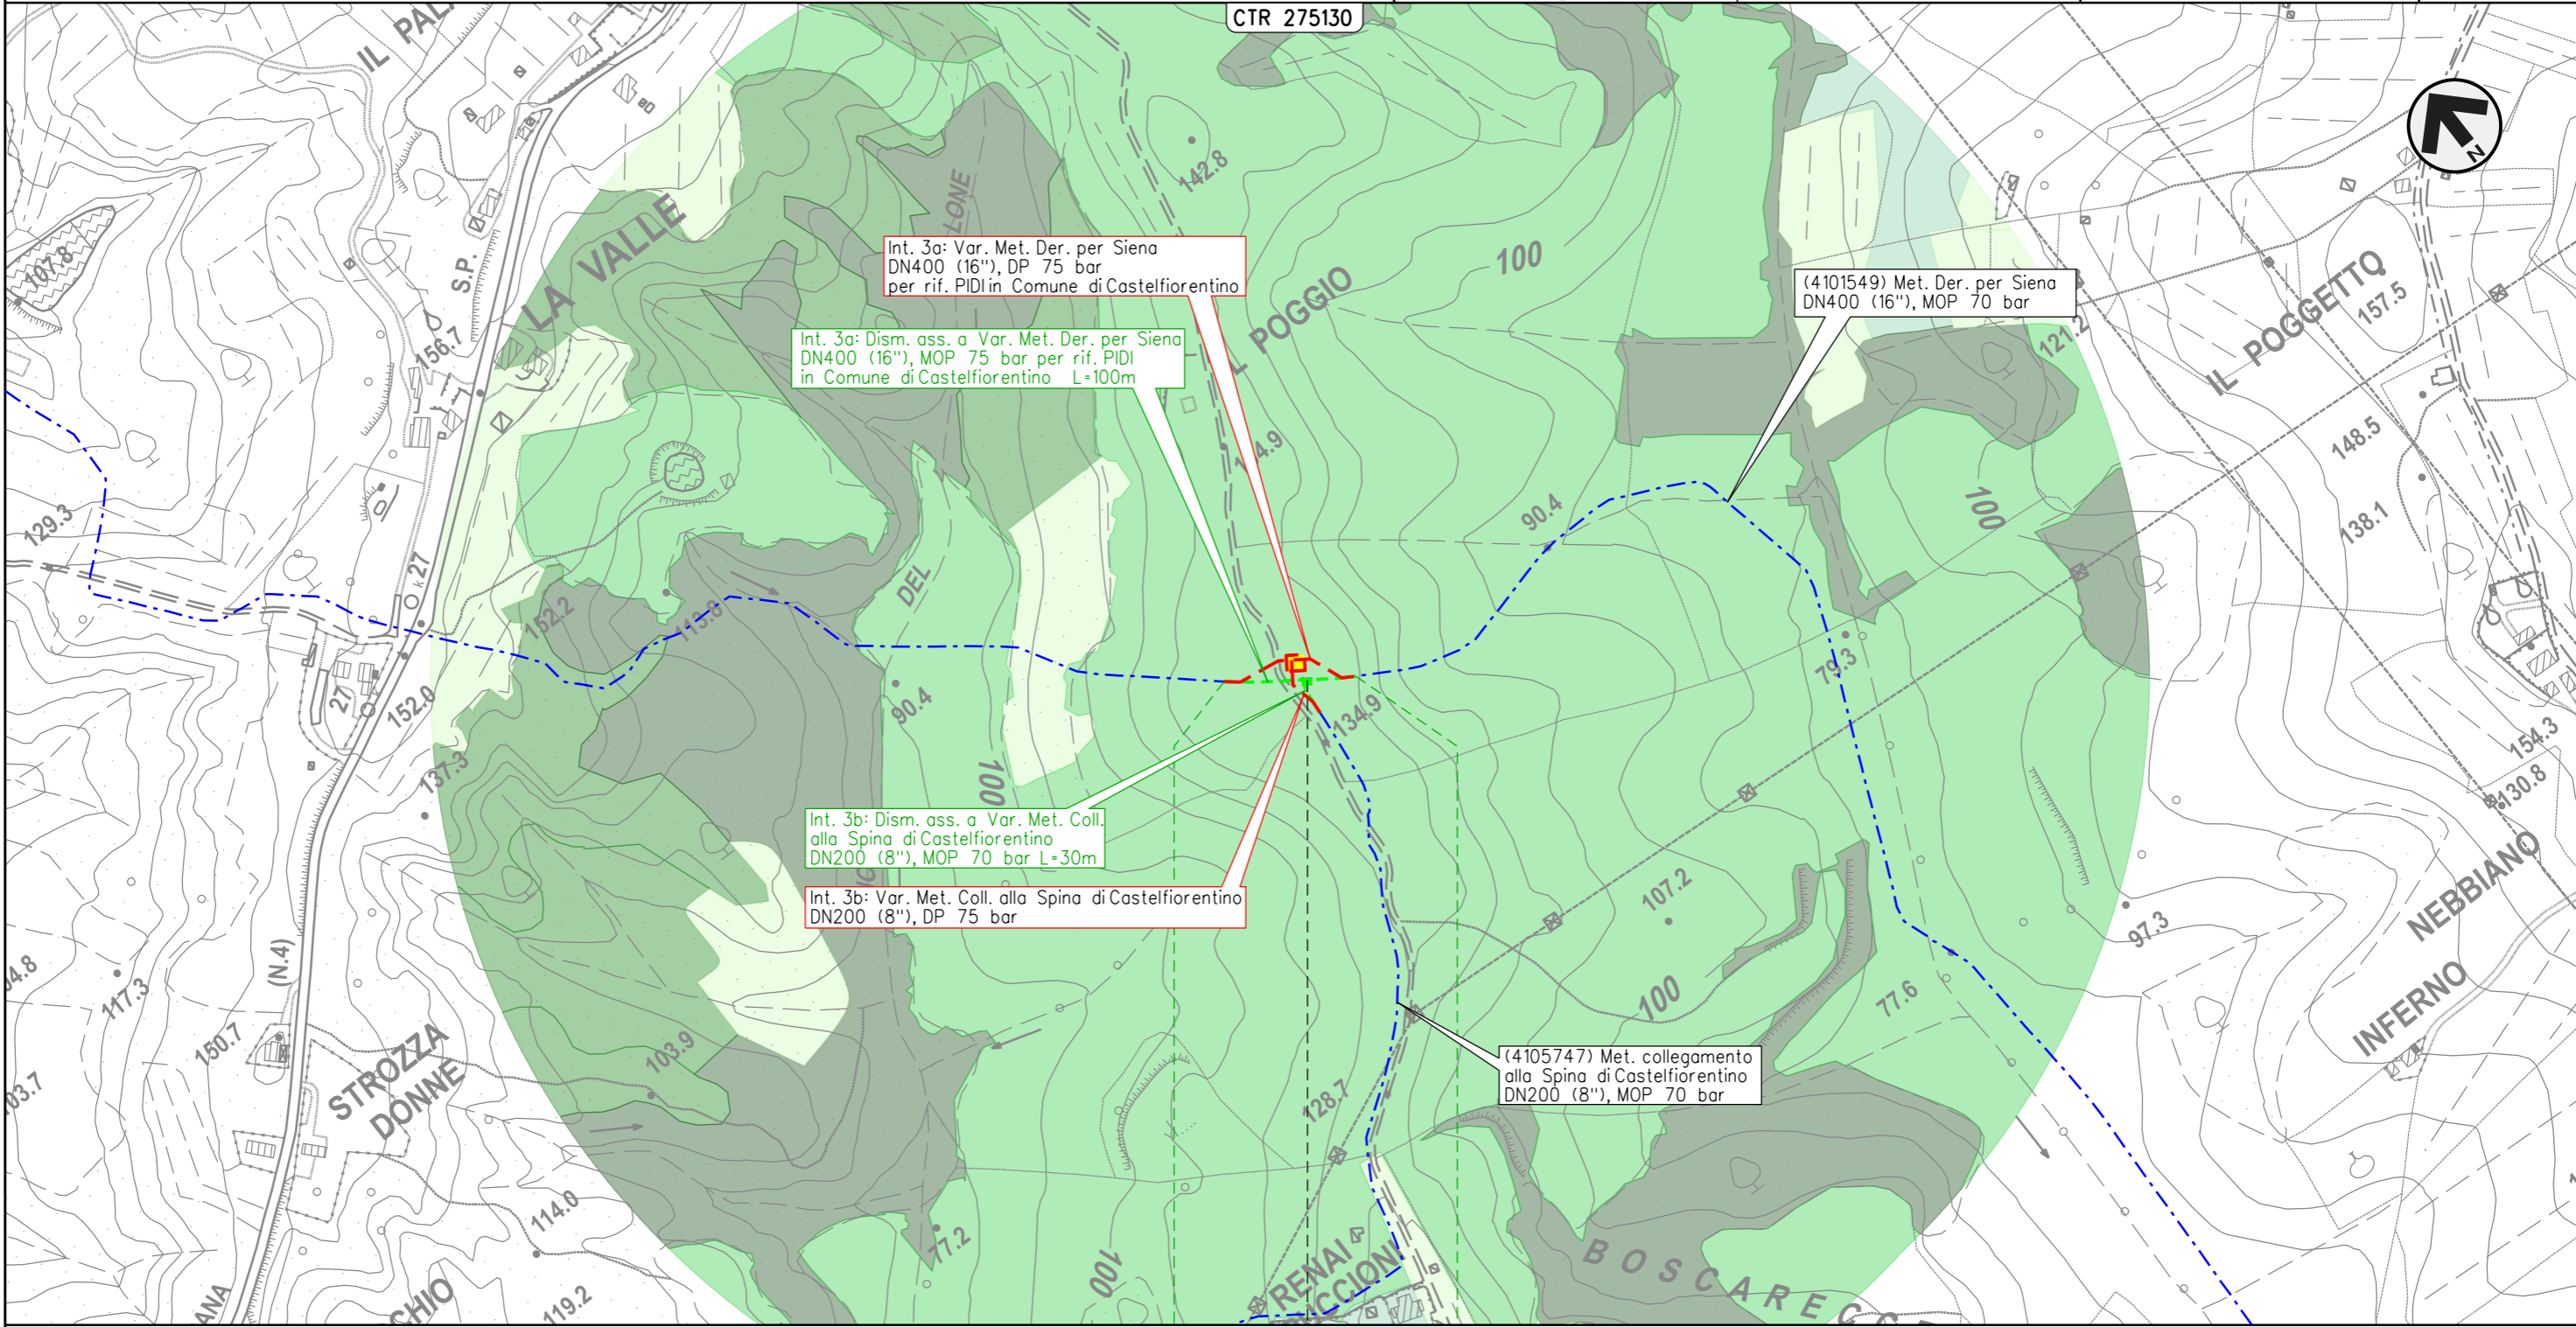 CTR 275130
IL
142.8
LONE
107.8
S.P.
LA VALLE
100
Int. 3a: Var. Met. Der. per Siena
DN400 (16"), DP 75 bar
per rif. PIDI in Comune di Castelfiorentino
(4101549) Met. Der. per Siena
DN400 (16"), MOP 70 bar
IL POGGETTO
157.5
121.2
156.7
POGGIO
Int. 3a: Dism. ass. a Var. Met. Der. per Siena
DN400 (16"), MOP 75 bar per rif. PIDI
in Comune di Castelfiorentino L=100m
148.5
138.1
129.3
90.4
100
27
DEL
152.2
113.8
79.3
27
152.0
90.4
134.9
137.3
100
154.3
130.8
Int. 3b: Dism. ass. a Var. Met. Coll.
alla Spina di Castelfiorentino
DN200 (8"), MOP 70 bar L=30m
Int. 3b: Var. Met. Coll. alla Spina di Castelfiorentino
DN200 (8"), DP 75 bar
107.2
97.3
NEBBIANO
INFERNO
(N.4)
117.3
100
77.6
150.7
103.9
STROZZA
DONNE
(4105747) Met. collegamento
alla Spina di Castelfiorentino
DN200 (8"), MOP 70 bar
128.7
114.0
77.2
100
RENAI
119.2
N